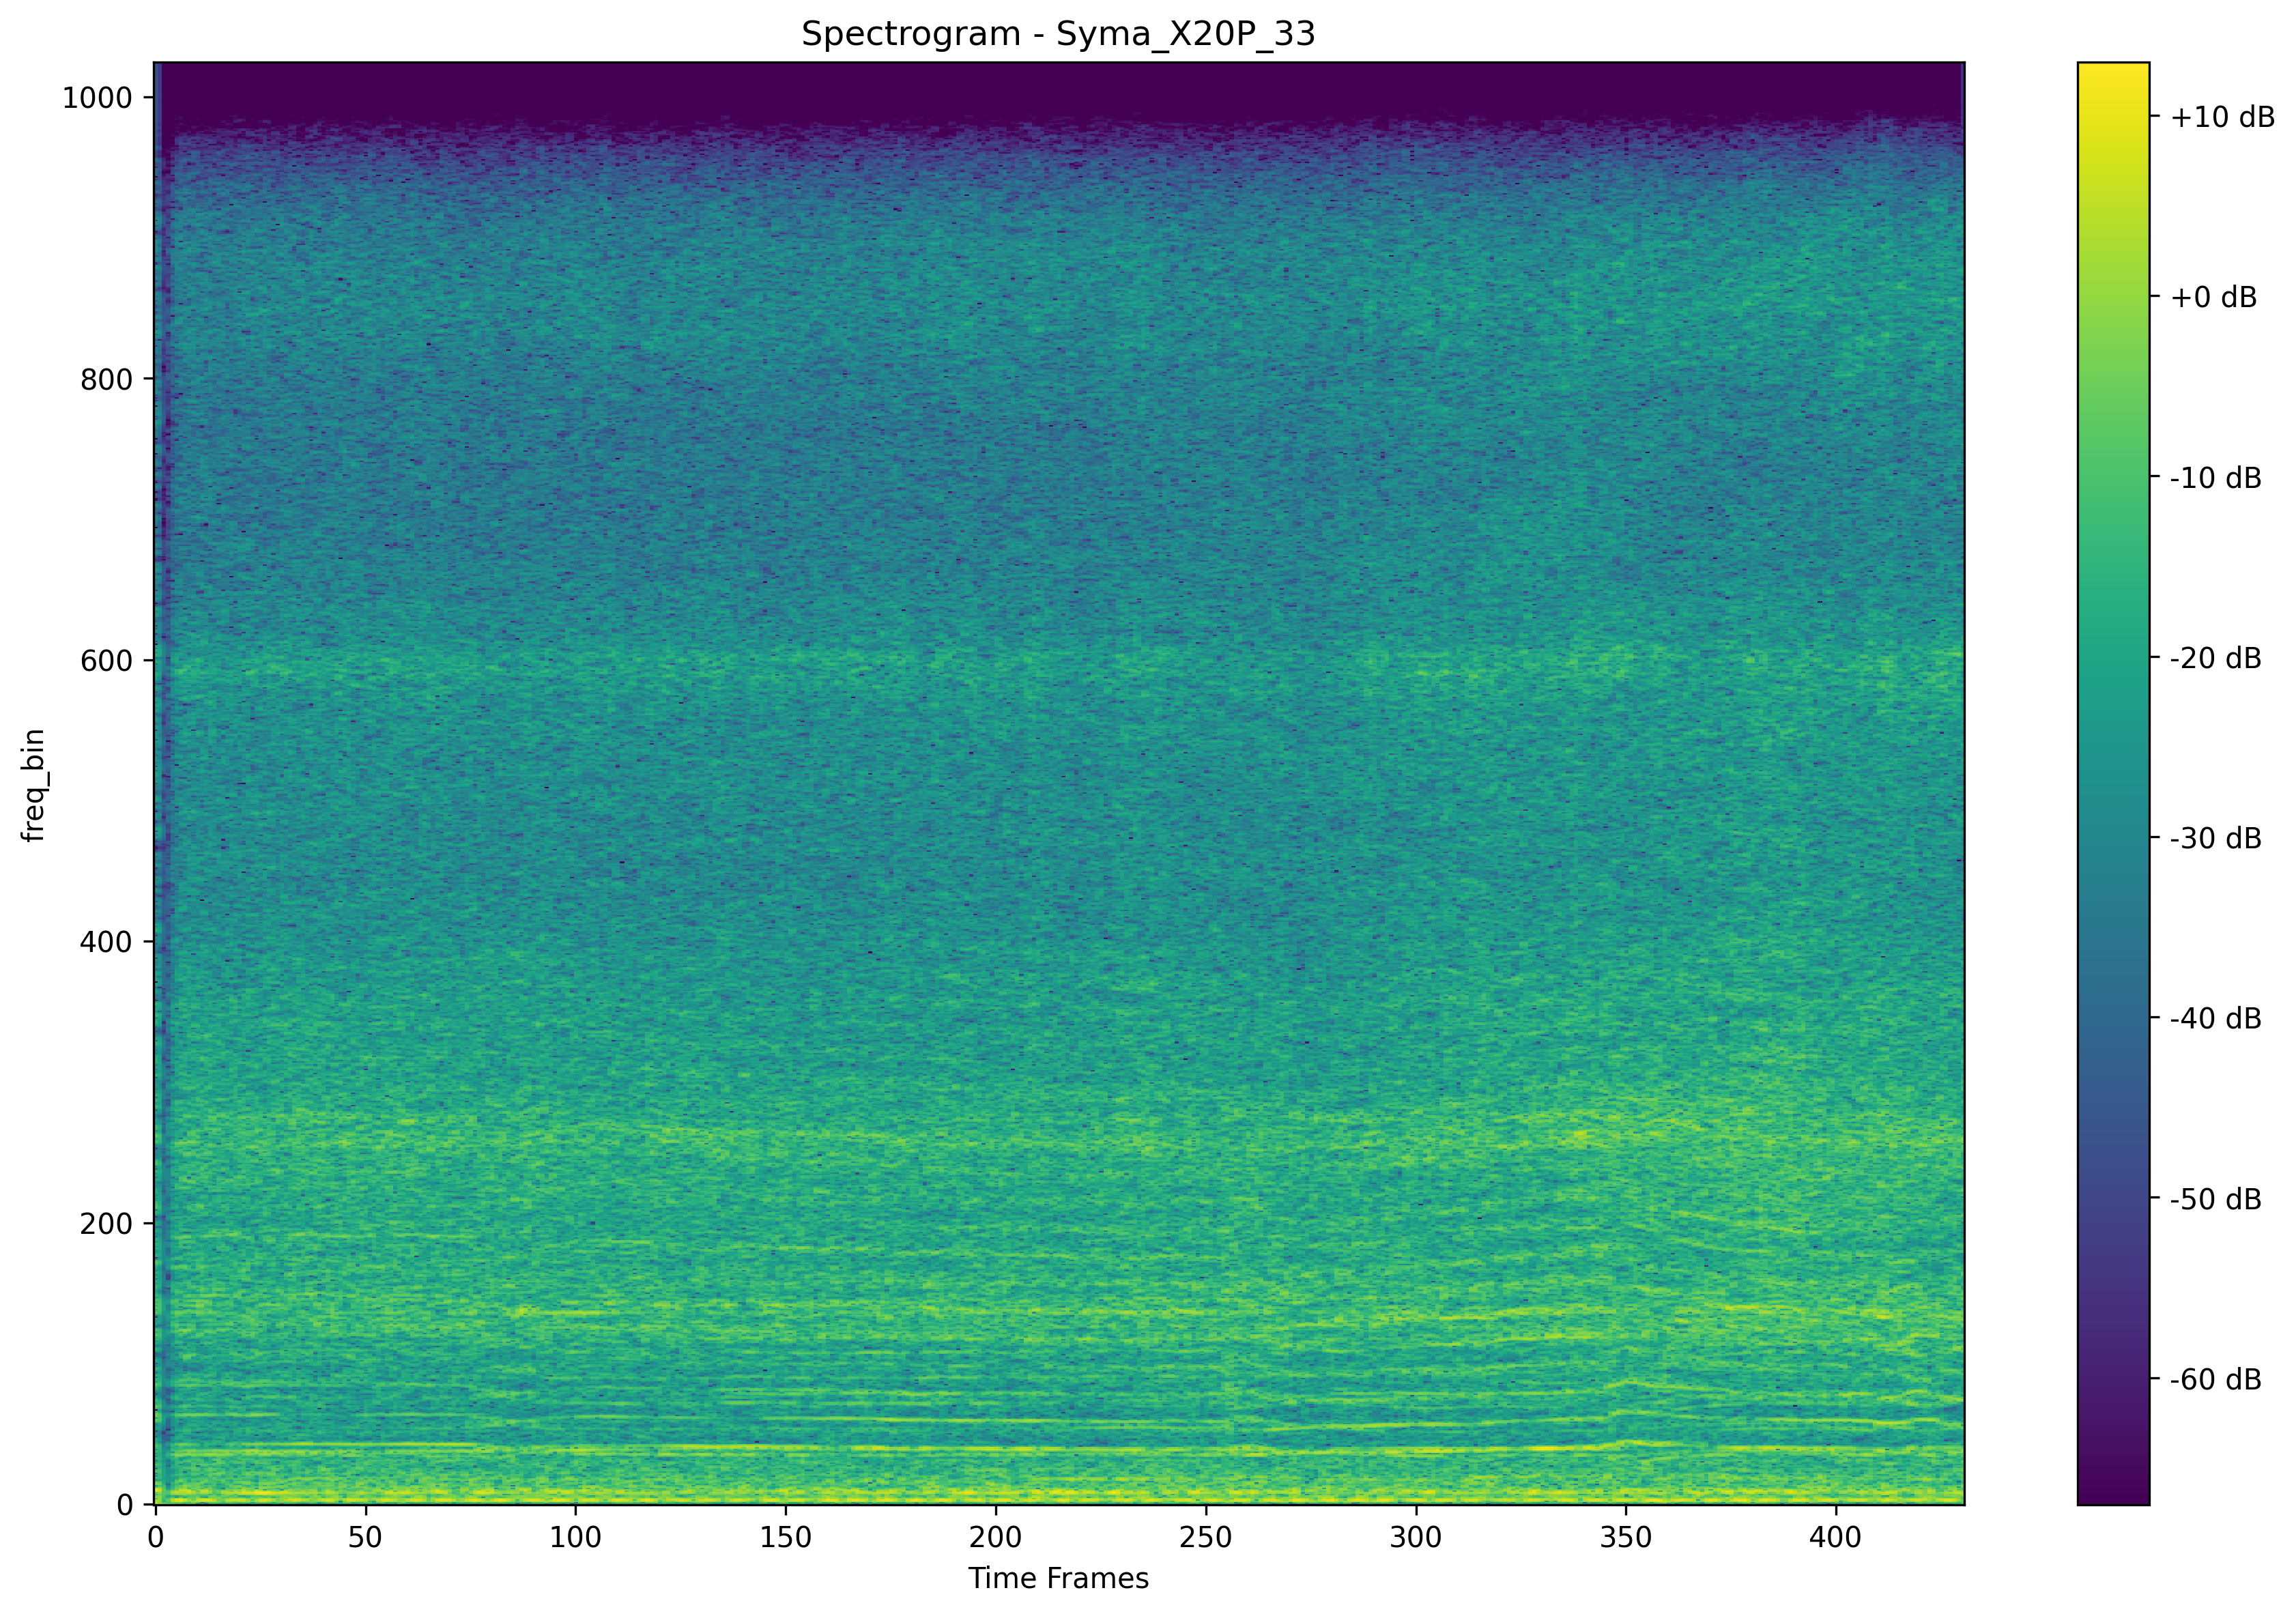 Spectrogram - Syma_X20P_33
freq_bin
1000
800
600
400
200
0
0 50 100 150 200 250 300 350 400
Time Frames
+10 dB
+0 dB
-10 dB
-20 dB
-30 dB
-40 dB
-50 dB
-60 dB